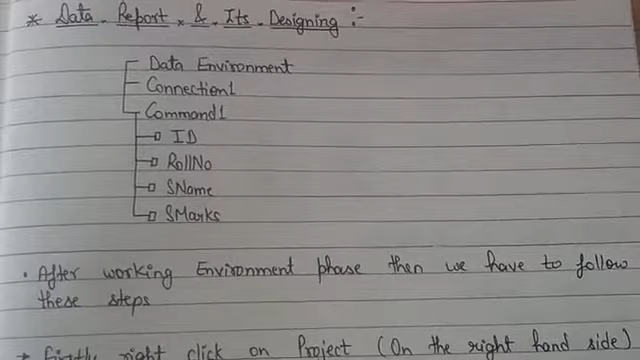 * Data Report & Its Designing :-
Data Environment
Connection1
Command1
ID
RollNo
SName
SMarks
• After working Environment phase then we have to follow
these steps
* Firstly right click on Project (On the right hand side)